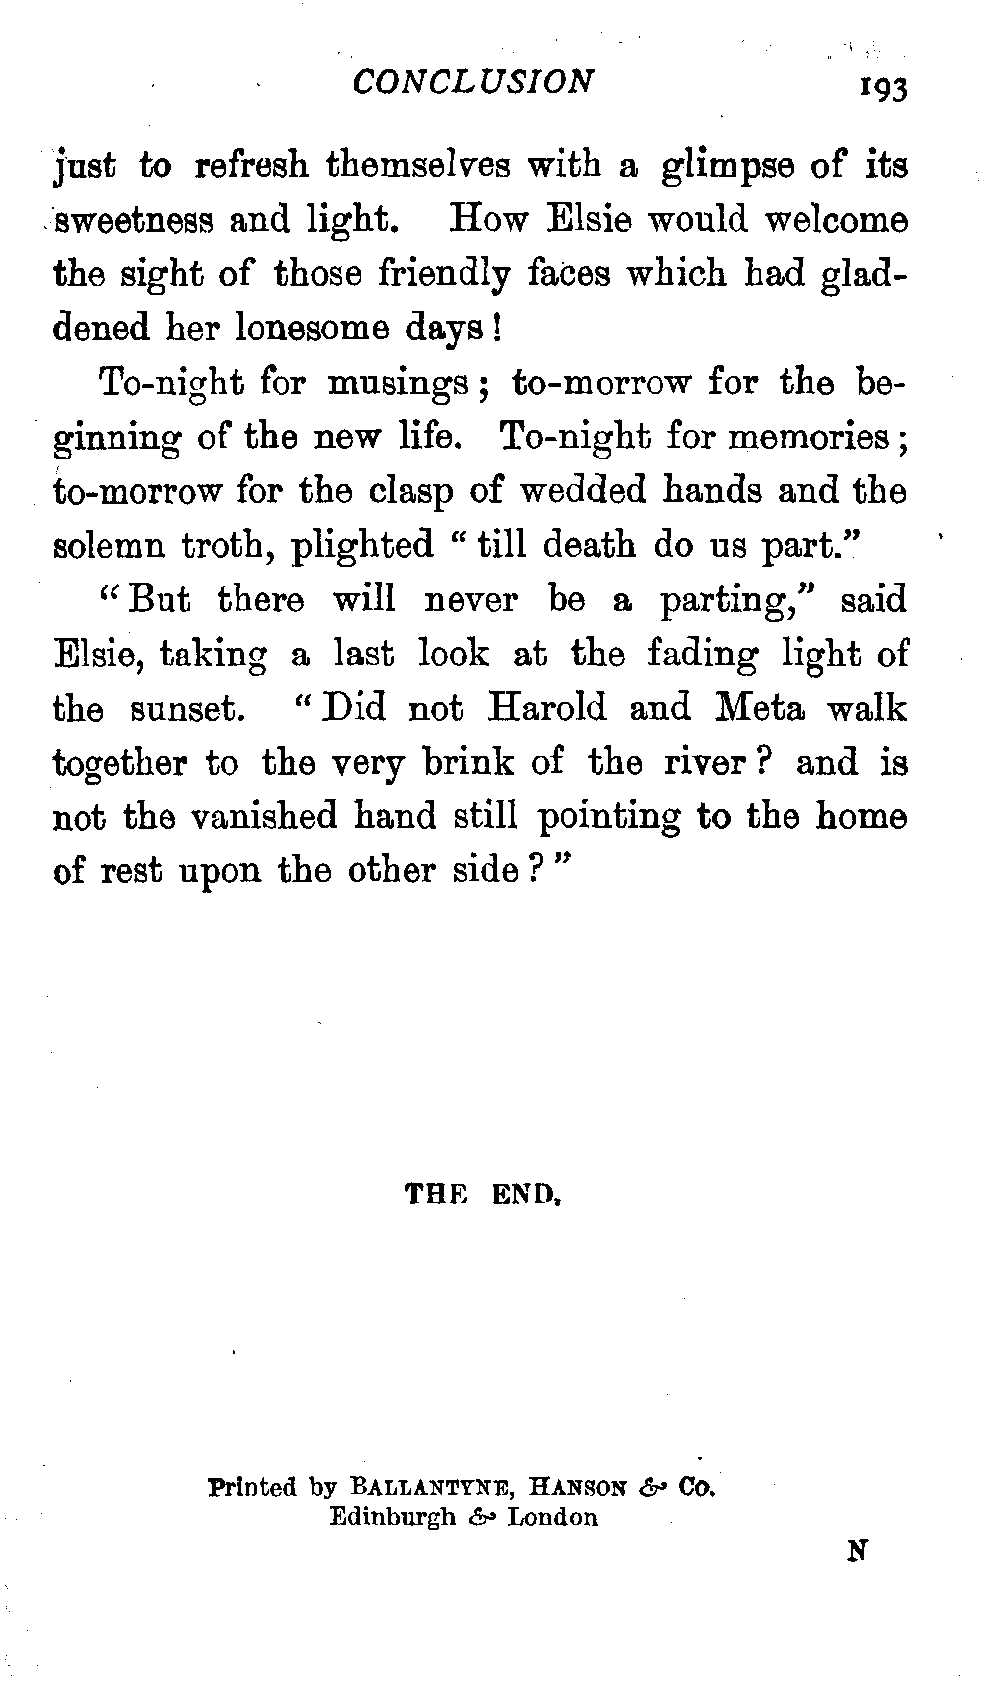 CONCLUSION 193
just to refresh themselves with a glimpse of its
sweetness and light. How Elsie would welcome
the sight of those friendly faces which had glad-
dened her lonesome days!
To-night for musings; to-morrow for the be-
ginning of the new life. To-night for memories;
to-morrow for the clasp of wedded hands and the
solemn troth, plighted "till death do us part."
"But there will never be a parting," said
Elsie, taking a last look at the fading light of
the sunset. "Did not Harold and Meta walk
together to the very brink of the river? and is
not the vanished hand still pointing to the home
of rest upon the other side?"
THE END.
Printed by BALLANTYNE, HANSON & Co.
Edinburgh & London
N